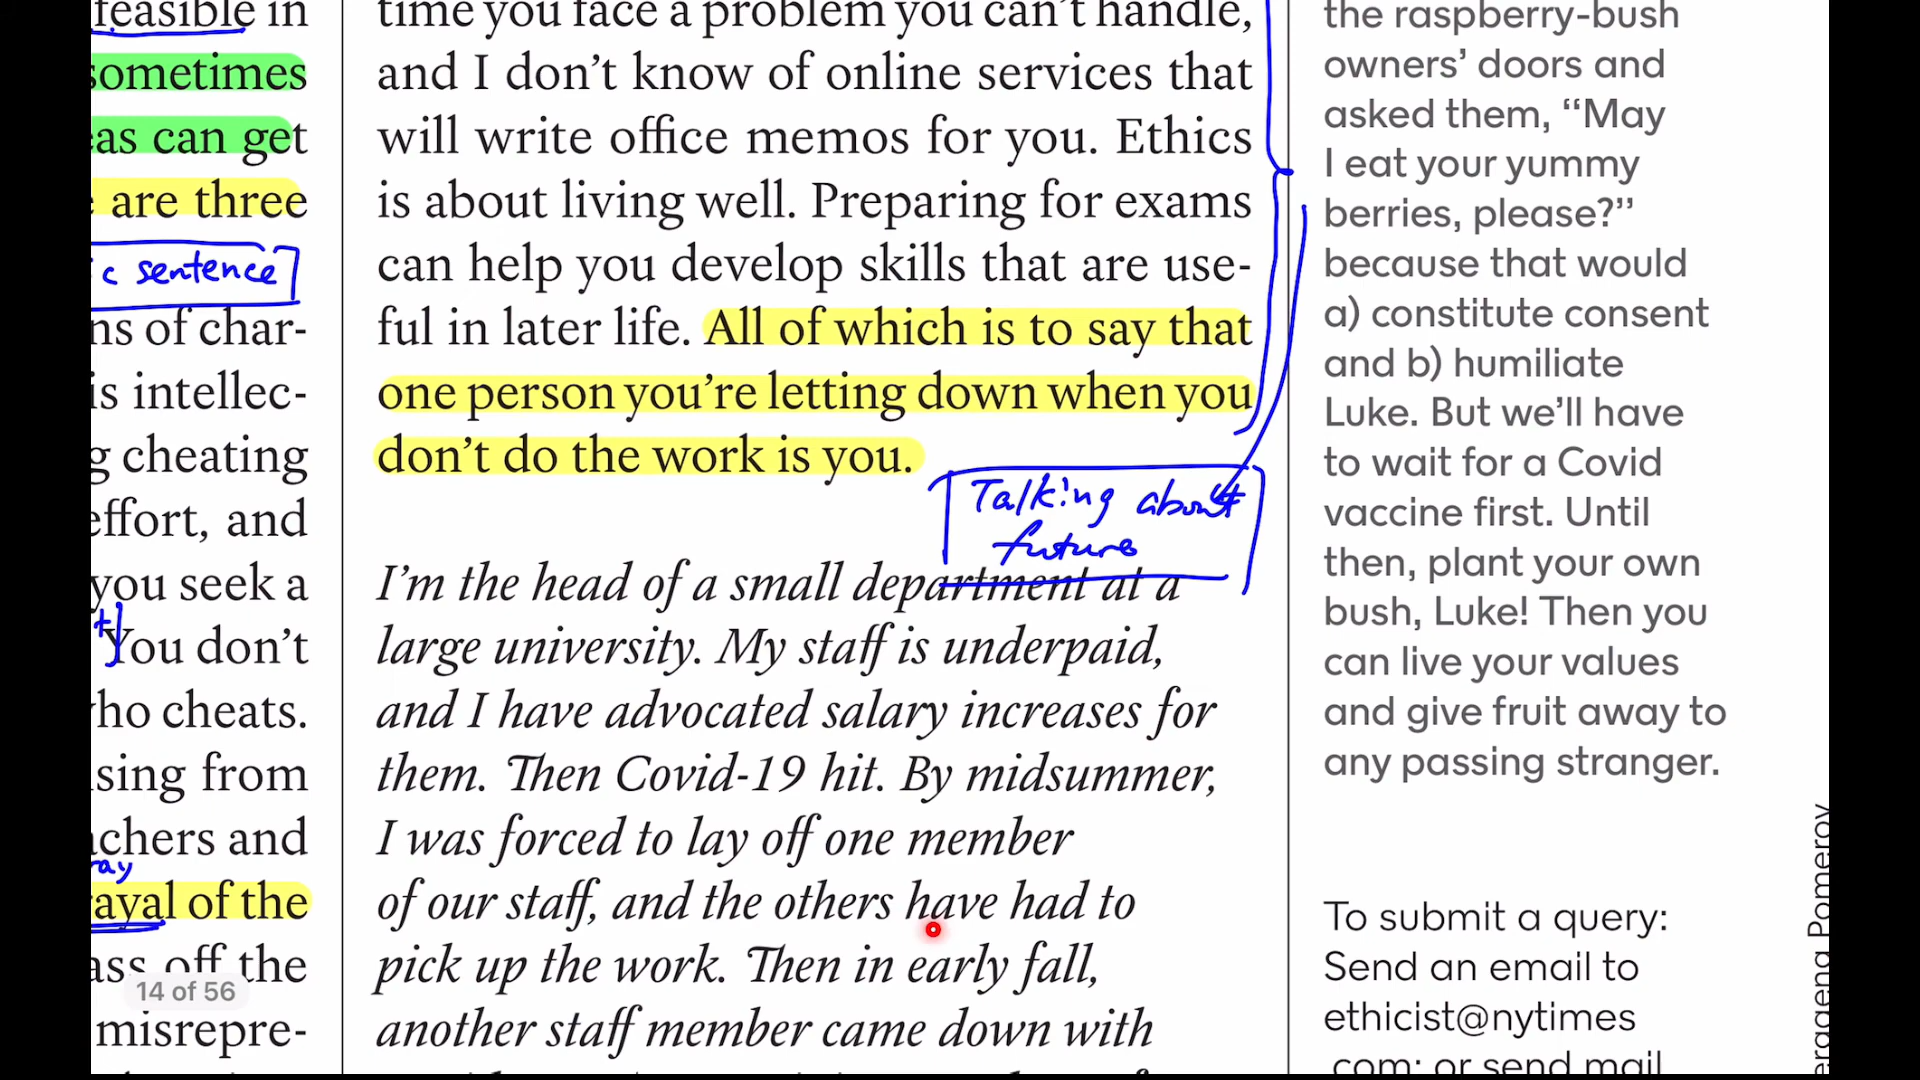 feasible in
sometimes
can get
are three
c sentence
of char-
is intellec-
cheating
effort, and
you seek a
You don't
who cheats.
from
and
of the
off the
misrepre-
14 of 56
time you face a problem you can't handle,
and I don't know of online services that
will write office memos for you. Ethics
is about living well. Preparing for exams
can help you develop skills that are use-
ful in later life. All of which is to say that
one person you're letting down when you
don't do the work is you.
Talking about
future
I'm the head of a small department at a
large university. My staff is underpaid,
and I have advocated salary increases for
them. Then Covid-19 hit. By midsummer,
I was forced to lay off one member
of our staff, and the others have had to
pick up the work. Then in early fall,
another staff member came down with
the raspberry-bush
owners' doors and
asked them, “May
I eat your yummy
berries, please?”
because that would
a) constitute consent
and b) humiliate
Luke. But we'll have
to wait for a Covid
vaccine first. Until
then, plant your own
bush, Luke! Then you
can live your values
and give fruit away to
any passing stranger.
To submit a query:
Send an email to
ethicist@nytimes
.com; or send mail
Pomeroy